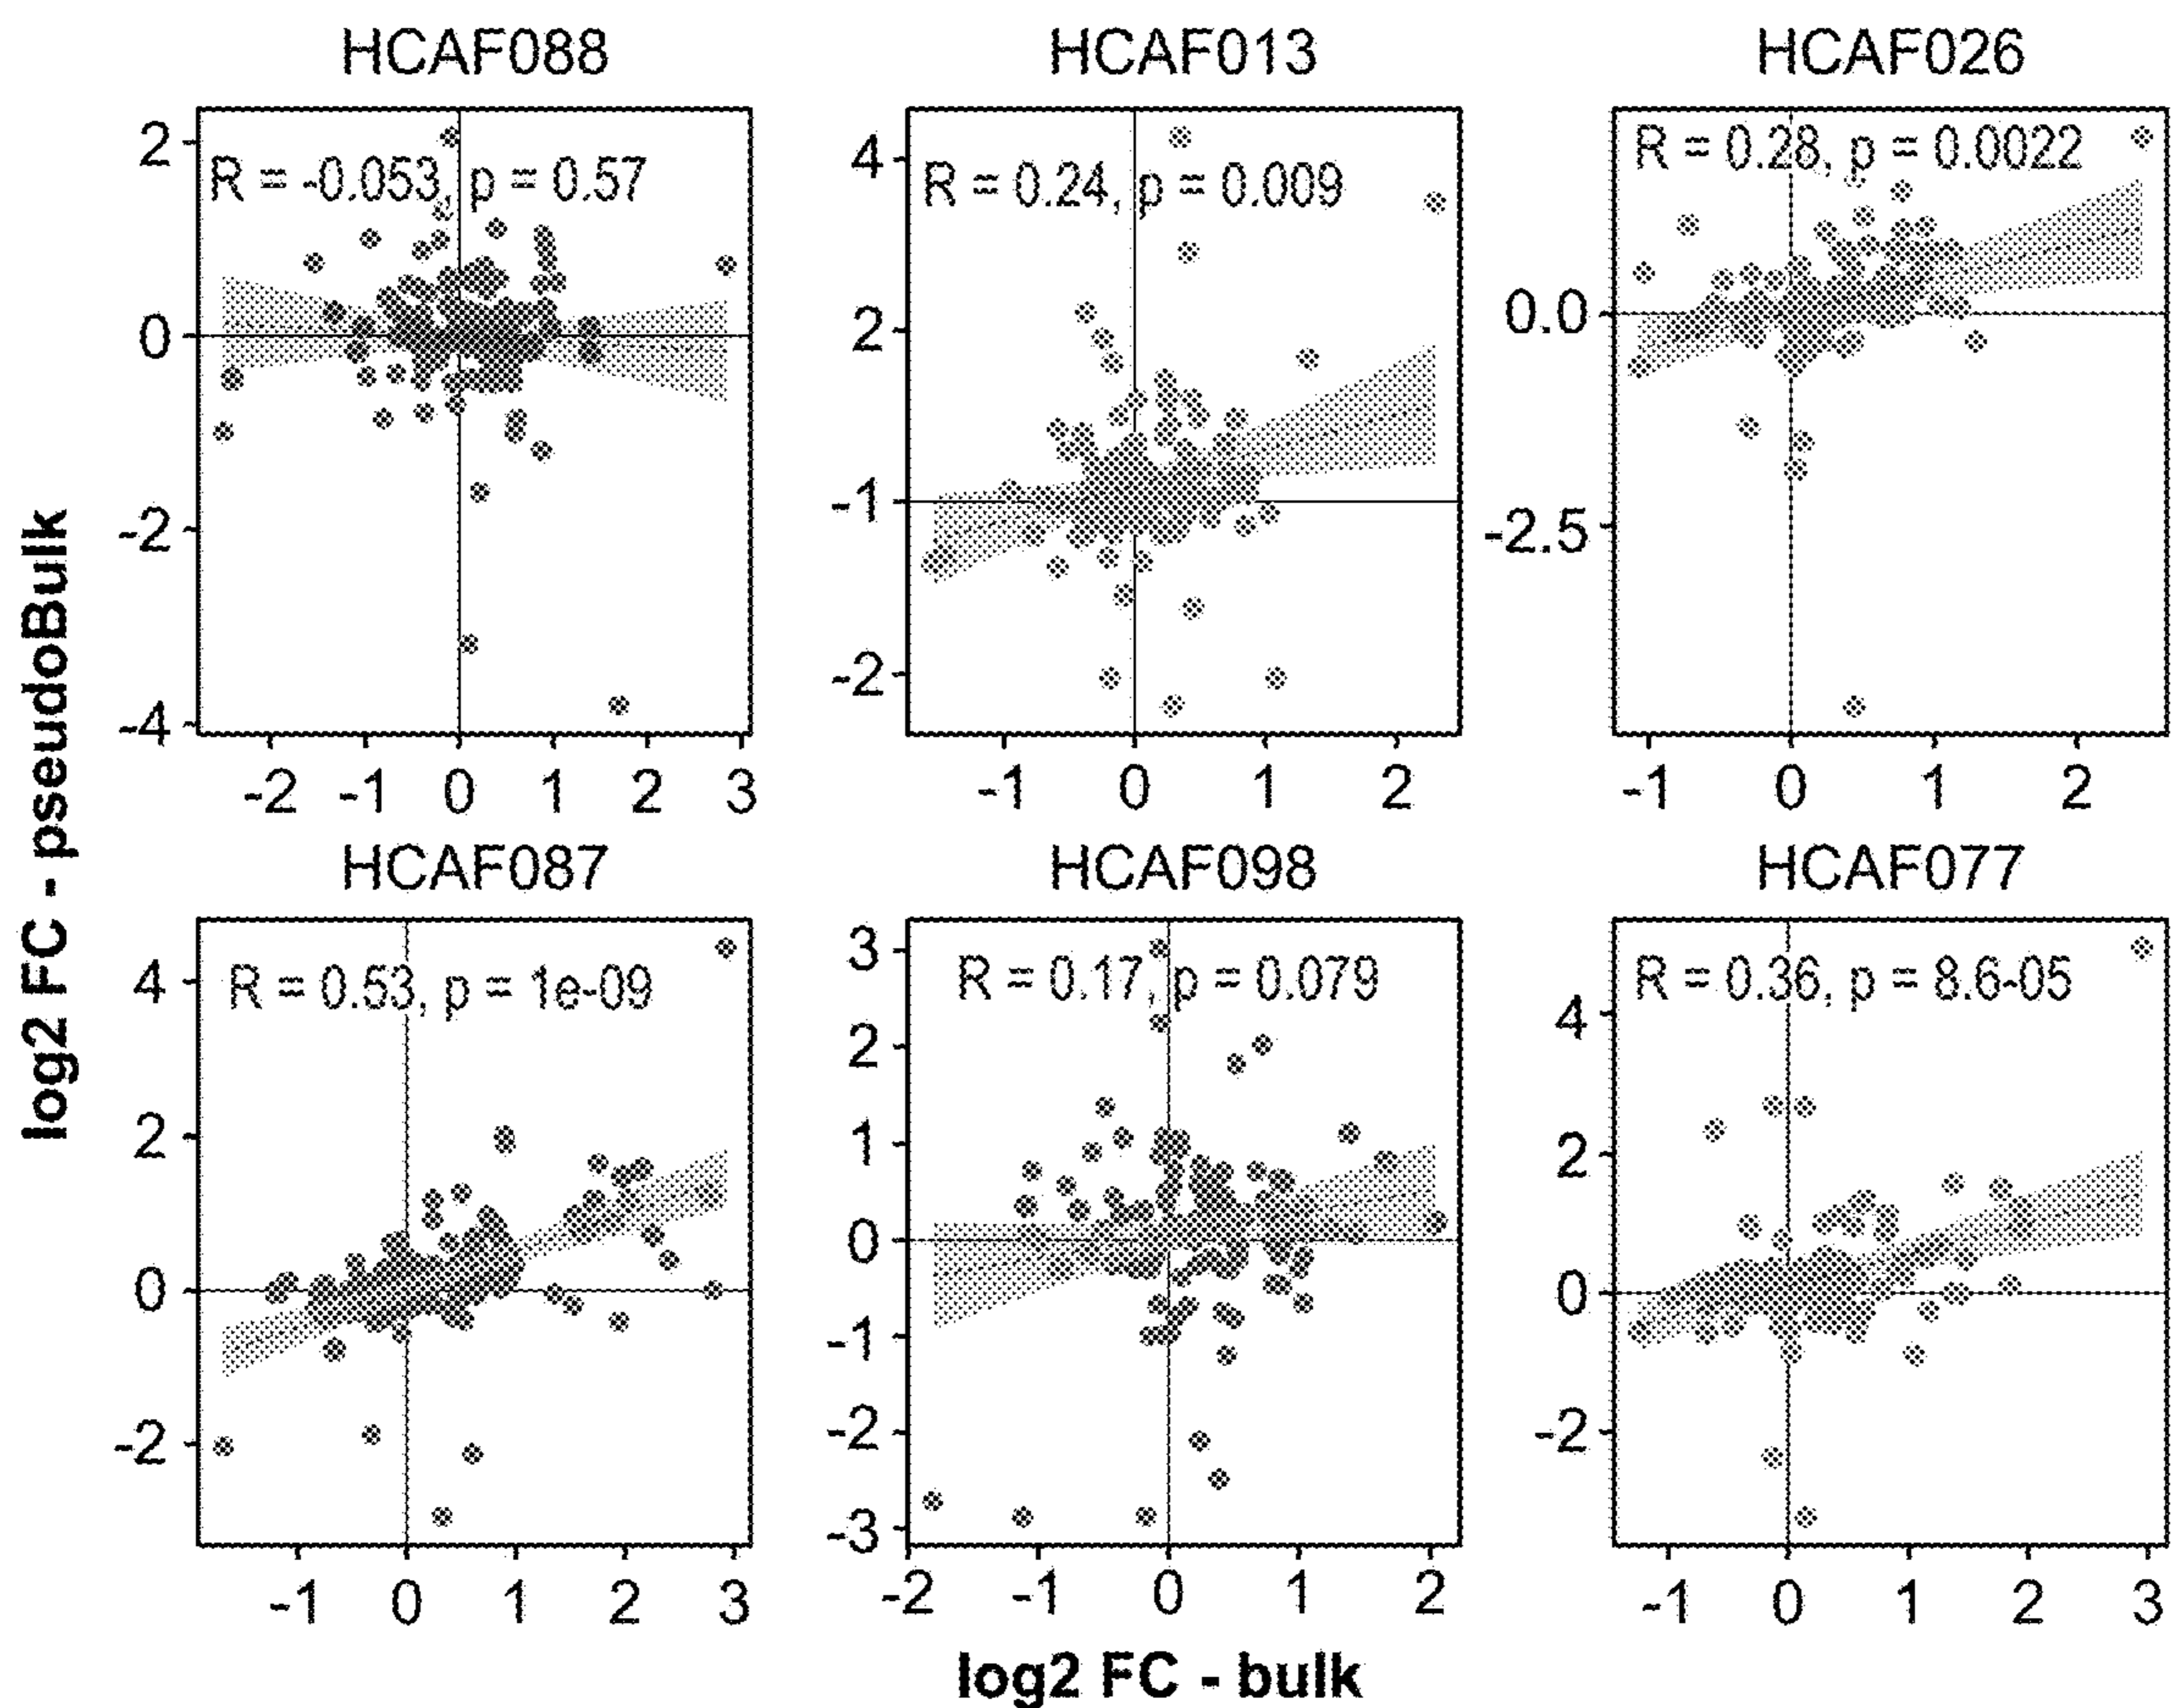 HCAF088
HCAF013
HCAF026
R = -0.053, p = 0.57
R = 0.24, p = 0.009
R = 0.28, p = 0.0022
2
0
-2
-4
4
2
-1
-2
0.0
-2.5
-2 -1 0 1 2 3
-1 0 1 2
-1 0 1 2
log2 FC - pseudoBulk
HCAF087
HCAF098
HCAF077
R = 0.53, p = 1e-09
R = 0.17, p = 0.079
R = 0.36, p = 8.6-05
4
2
0
-2
3
2
1
0
-1
-2
-3
4
2
0
-2
-1 0 1 2 3
-2 -1 0 1 2
-1 0 1 2 3
log2 FC - bulk